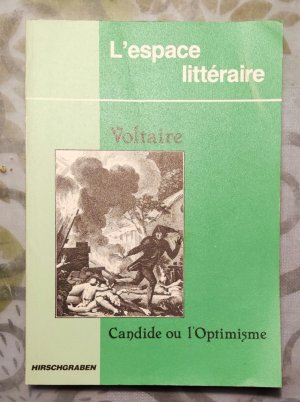 L'espace
littéraire
Voltaire
Candide ou l'Optimisme
HIRSCHGRABEN